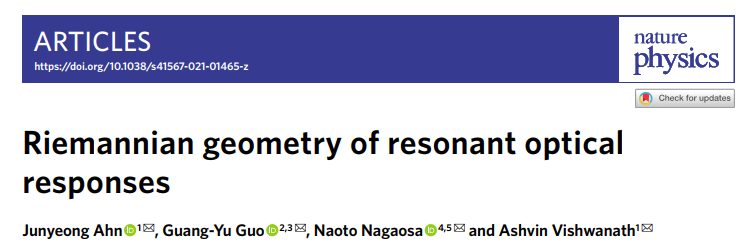 ARTICLES
https://doi.org/10.1038/s41567-021-01465-z
nature
physics
Check for updates
Riemannian geometry of resonant optical
responses
Junyeong Ahn 1✉, Guang-Yu Guo 2,3✉, Naoto Nagaosa 4,5✉ and Ashvin Vishwanath1✉